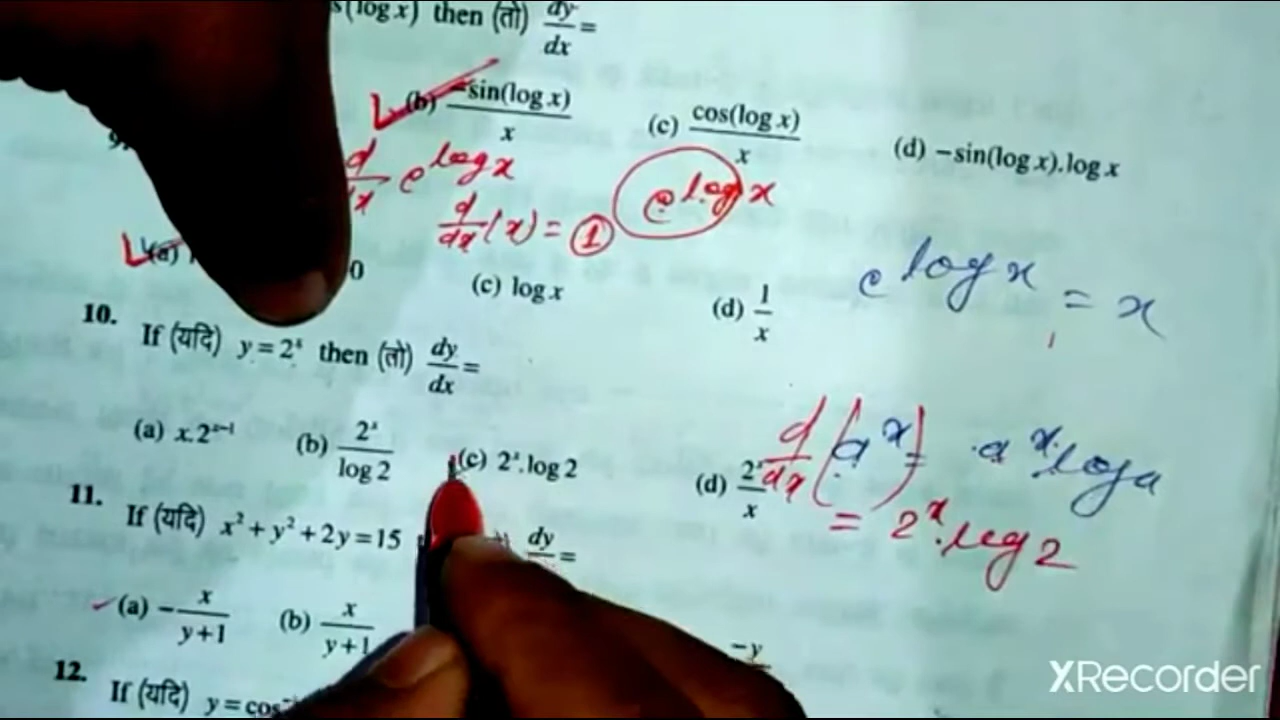 s(log x) then (तो) dy/dx =
(b) -sin(log x)/x (c) cos(log x)/x (d) −sin(log x).log x
d/dx e^log x
d/dx (x) = 1
e^log x
(a) 0 (c) log x (d) 1/x
e^log x = x
10. If (यदि) y = 2^x then (तो) dy/dx =
(a) x.2^x−1 (b) 2^x/log 2 (c) 2^x.log 2 (d) 2^x/x
d/dx (a^x) = a^x.log a
= 2^x.log 2
11. If (यदि) x² + y² + 2y = 15 dy =
(a) −x/y+1 (b) x/y+1 −y
12. If (यदि) y = cos⁻
XRecorder